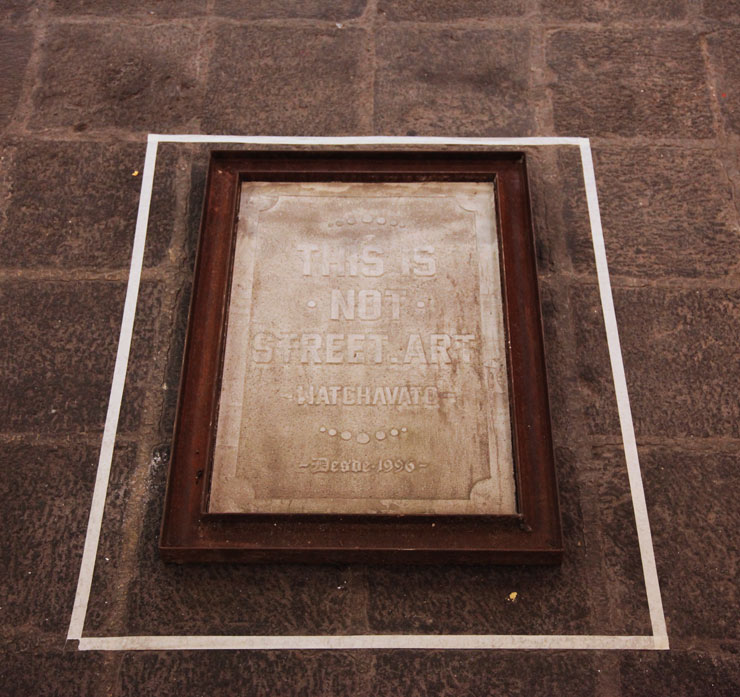 THIS IS
· NOT ·
STREET.ART
-WATCHAVATO-
-Desde·1996-